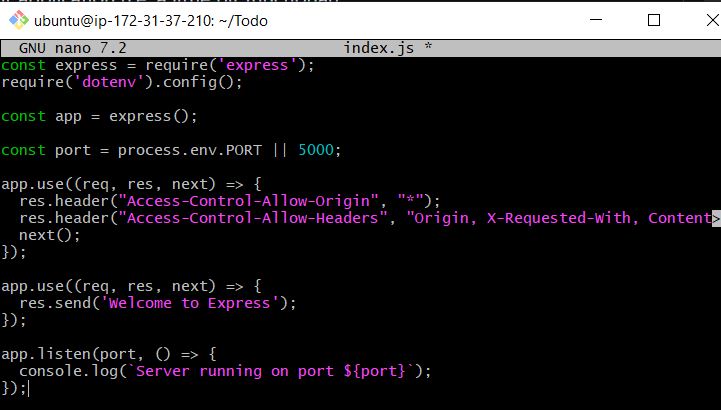 ubuntu@ip-172-31-37-210: ~/Todo
GNU nano 7.2 index.js *
const express = require('express');
require('dotenv').config();
const app = express();
const port = process.env.PORT || 5000;
app.use((req, res, next) => {
res.header("Access-Control-Allow-Origin", "*");
res.header("Access-Control-Allow-Headers", "Origin, X-Requested-With, Content>
next();
});
app.use((req, res, next) => {
res.send('Welcome to Express');
});
app.listen(port, () => {
console.log(`Server running on port ${port}`);
});